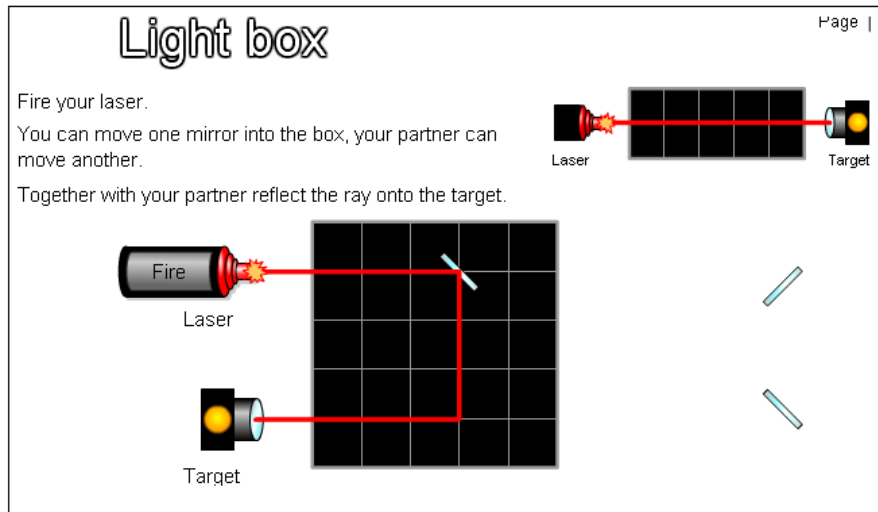 Light box
Page |
Fire your laser.
You can move one mirror into the box, your partner can
move another.
Together with your partner reflect the ray onto the target.
Laser
Target
Fire
Laser
Target